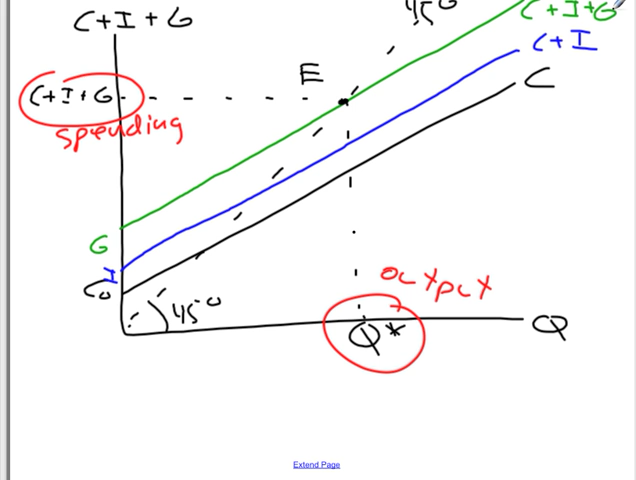 C+I+G
45°
C+I+G
C+I
E
C
C+I+G
spending
G
I
C₀
45°
output
Q*
Q
Extend Page